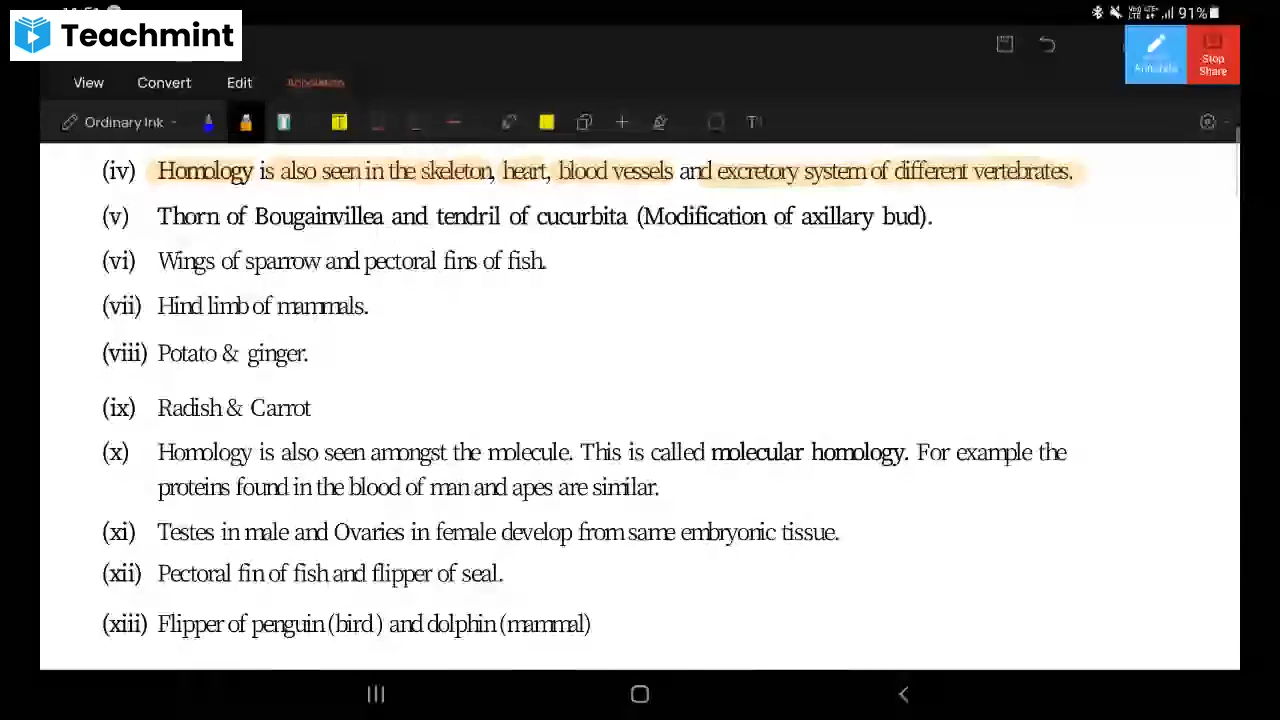 91%
Teachmint
Annotate
Stop
Share
View Convert Edit Annotation
Ordinary Ink
(iv) Homology is also seen in the skeleton, heart, blood vessels and excretory system of different vertebrates.
(v) Thorn of Bougainvillea and tendril of cucurbita (Modification of axillary bud).
(vi) Wings of sparrow and pectoral fins of fish.
(vii) Hind limb of mammals.
(viii) Potato & ginger.
(ix) Radish & Carrot
(x) Homology is also seen amongst the molecule. This is called molecular homology. For example the
proteins found in the blood of man and apes are similar.
(xi) Testes in male and Ovaries in female develop from same embryonic tissue.
(xii) Pectoral fin of fish and flipper of seal.
(xiii) Flipper of penguin (bird ) and dolphin (mammal)